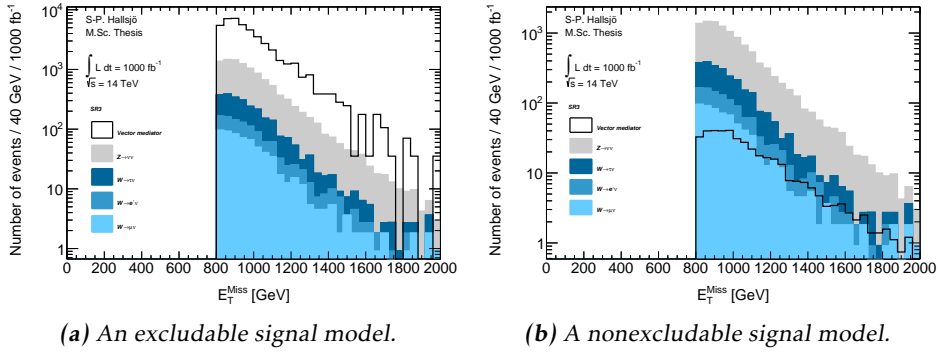 Number of events / 40 GeV / 1000 fb⁻¹
10⁴
10³
10²
10
1
S-P. Hallsjö
M.Sc. Thesis
∫ L dt = 1000 fb⁻¹
√s = 14 TeV
SR3
Vector mediator
Z→νν
W→τν
W→eν
W→μν
0 200 400 600 800 1000 1200 1400 1600 1800 2000
E_T^Miss [GeV]
(a) An excludable signal model.
Number of events / 40 GeV / 1000 fb⁻¹
10³
10²
10
1
S-P. Hallsjö
M.Sc. Thesis
∫ L dt = 1000 fb⁻¹
√s = 14 TeV
SR3
Vector mediator
Z→νν
W→τν
W→eν
W→μν
0 200 400 600 800 1000 1200 1400 1600 1800 2000
E_T^Miss [GeV]
(b) A nonexcludable signal model.